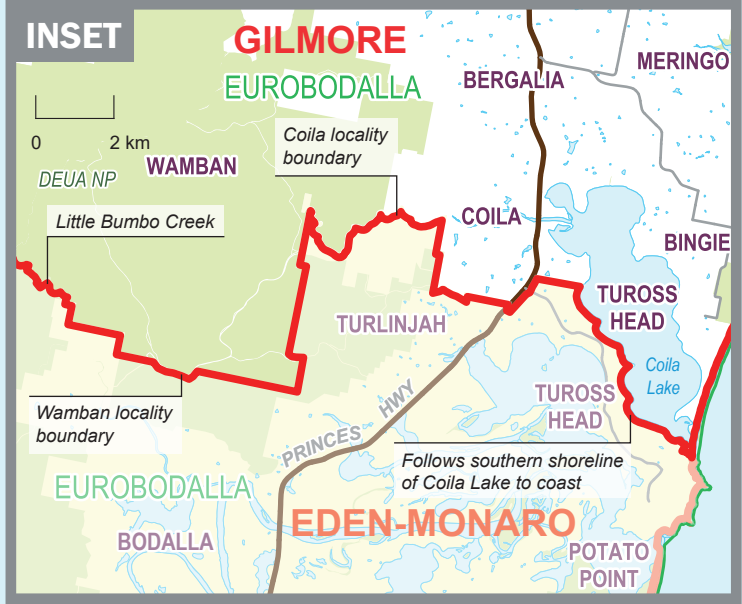 INSET
GILMORE
EUROBODALLA
BERGALIA
MERINGO
0 2 km
Coila locality
boundary
WAMBAN
DEUA NP
Little Bumbo Creek
COILA
BINGIE
TUROSS
HEAD
TURLINJAH
Coila
Lake
TUROSS
HEAD
Wamban locality
boundary
PRINCES HWY
Follows southern shoreline
of Coila Lake to coast
EUROBODALLA
EDEN-MONARO
BODALLA
POTATO
POINT